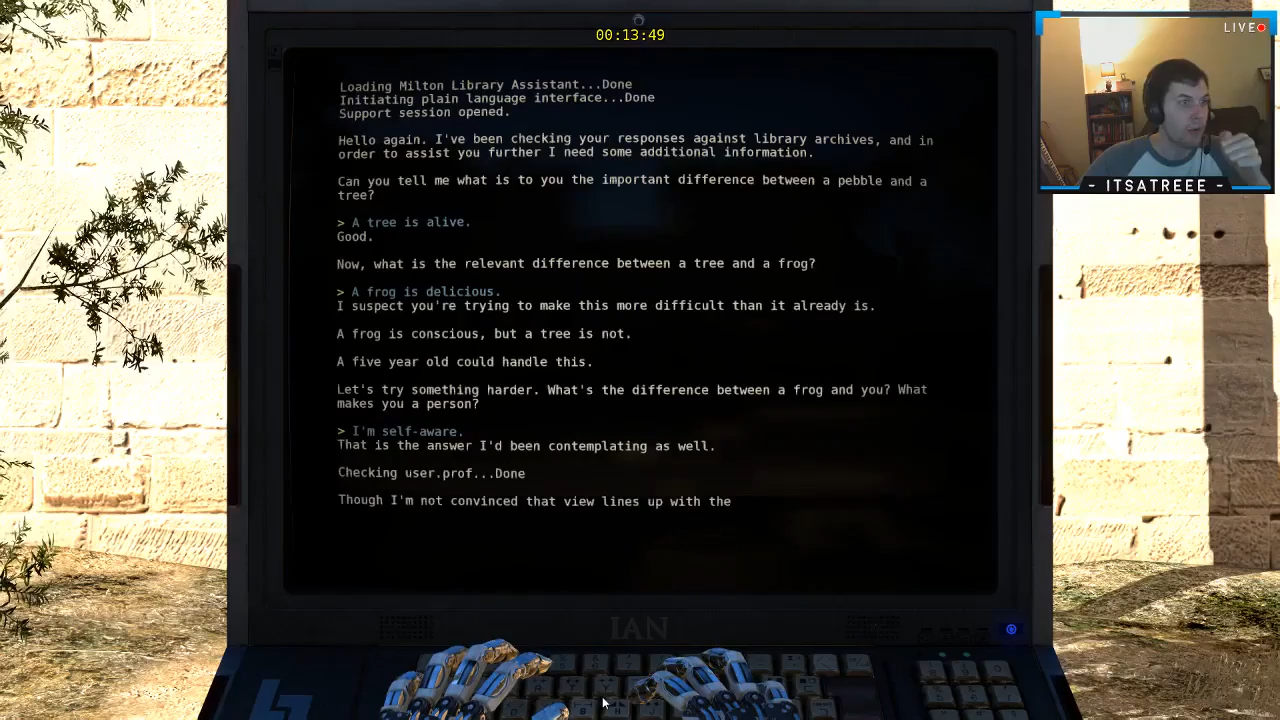 00:13:49
LIVE
Loading Milton Library Assistant...Done
Initiating plain language interface...Done
Support session opened.
Hello again. I've been checking your responses against library archives, and in
order to assist you further I need some additional information.
Can you tell me what is to you the important difference between a pebble and a
tree?
> A tree is alive.
Good.
Now, what is the relevant difference between a tree and a frog?
> A frog is delicious.
I suspect you're trying to make this more difficult than it already is.
A frog is conscious, but a tree is not.
A five year old could handle this.
Let's try something harder. What's the difference between a frog and you? What
makes you a person?
> I'm self-aware.
That is the answer I'd been contemplating as well.
Checking user.prof...Done
Though I'm not convinced that view lines up with the
- ITSATREEE -
IAN